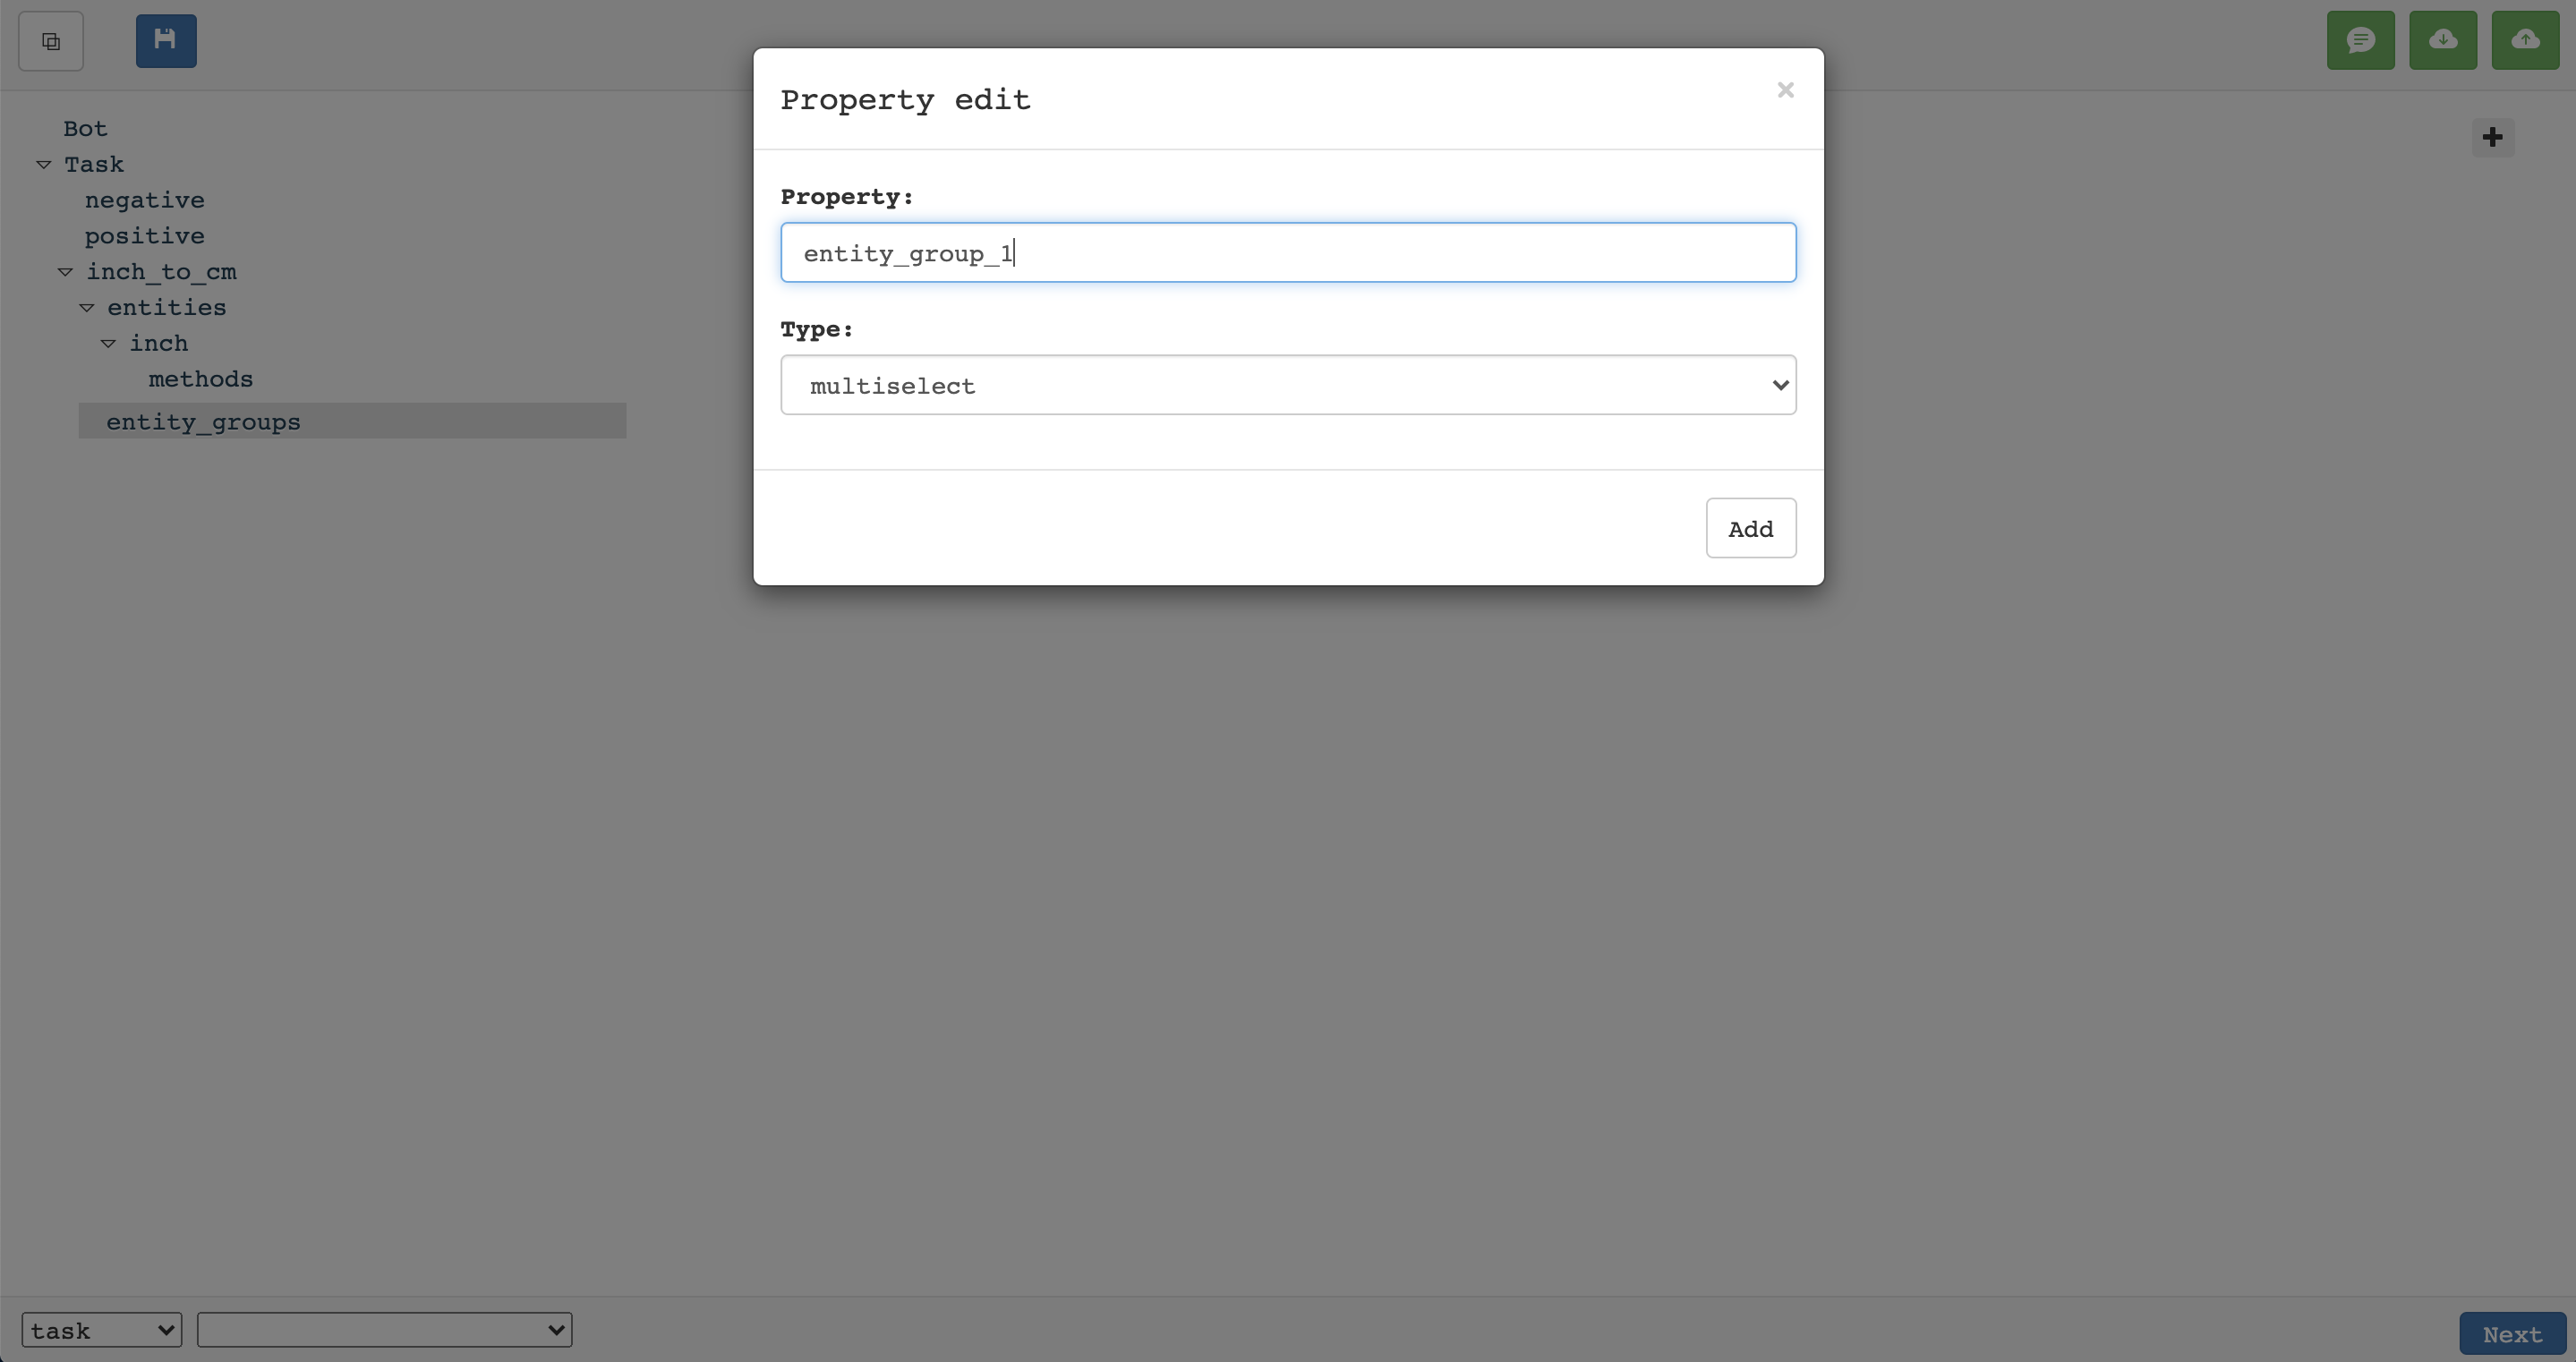 Property edit
×
Bot
Task
negative
positive
inch_to_cm
entities
inch
methods
entity_groups
Property:
entity_group_1
Type:
multiselect
Add
task
Next